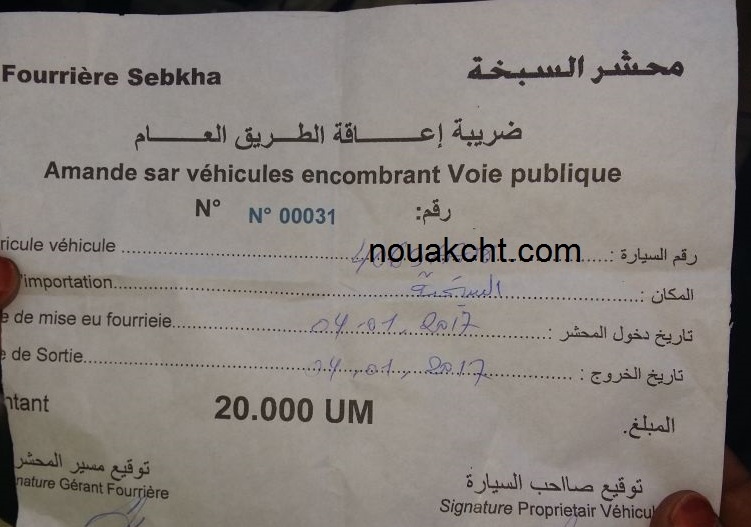 Fourrière Sebkha محشر السبخة
ضريبة إعاقة الطريق العام
Amande sar véhicules encombrant Voie publique
N° N° 00031 رقم:
ricule véhicule nouakcht.com رقم السيارة :
'importation السبخة المكان :
e de mise eu fourrieie 04.01.2017 تاريخ دخول المحشر :
e de Sortie 04.01.2017 تاريخ الخروج :
ntant 20.000 UM المبلغ.
توقيع مسير المحشر توقيع صااحب السيارة
nature Gérant Fourrière Signature Proprietair Véhicul